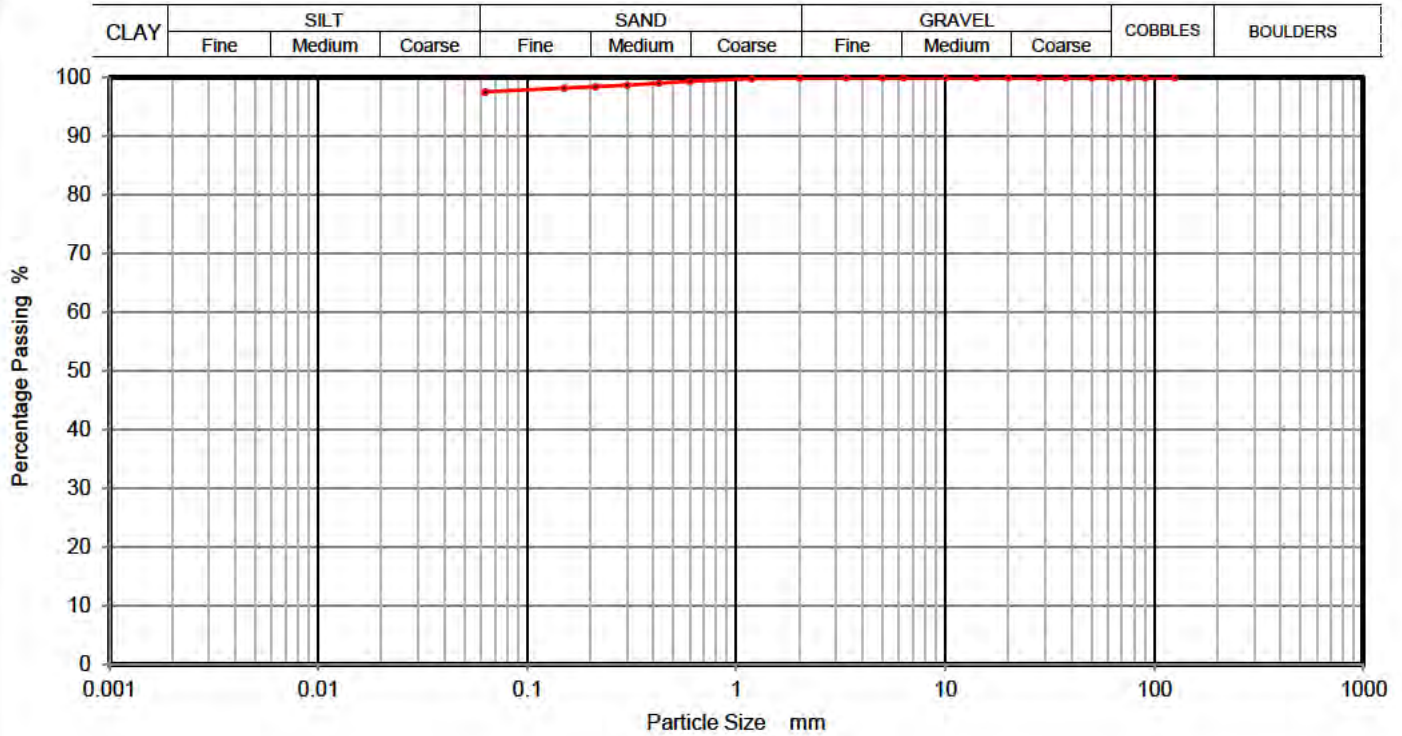 CLAY SILT SAND GRAVEL COBBLES BOULDERS
Fine Medium Coarse Fine Medium Coarse Fine Medium Coarse
100
90
80
70
60
50
40
30
20
10
0
Percentage Passing %
0.001 0.01 0.1 1 10 100 1000
Particle Size mm